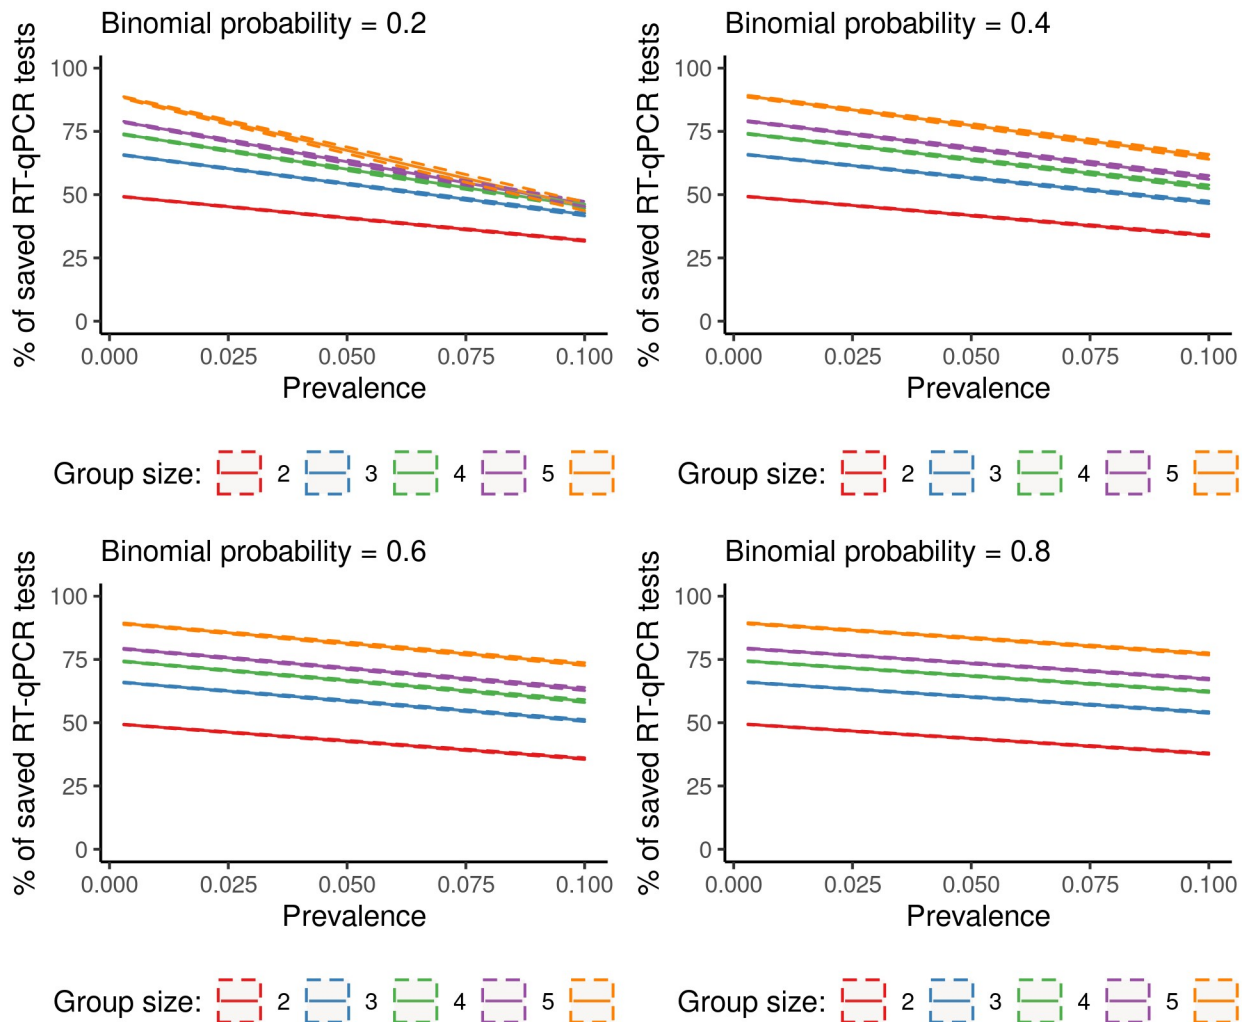 Binomial probability = 0.2
% of saved RT-qPCR tests
100
75
50
25
0
0.000 0.025 0.050 0.075 0.100
Prevalence
Group size: 2 3 4 5
Binomial probability = 0.4
% of saved RT-qPCR tests
100
75
50
25
0
0.000 0.025 0.050 0.075 0.100
Prevalence
Group size: 2 3 4 5
Binomial probability = 0.6
% of saved RT-qPCR tests
100
75
50
25
0
0.000 0.025 0.050 0.075 0.100
Prevalence
Group size: 2 3 4 5
Binomial probability = 0.8
% of saved RT-qPCR tests
100
75
50
25
0
0.000 0.025 0.050 0.075 0.100
Prevalence
Group size: 2 3 4 5